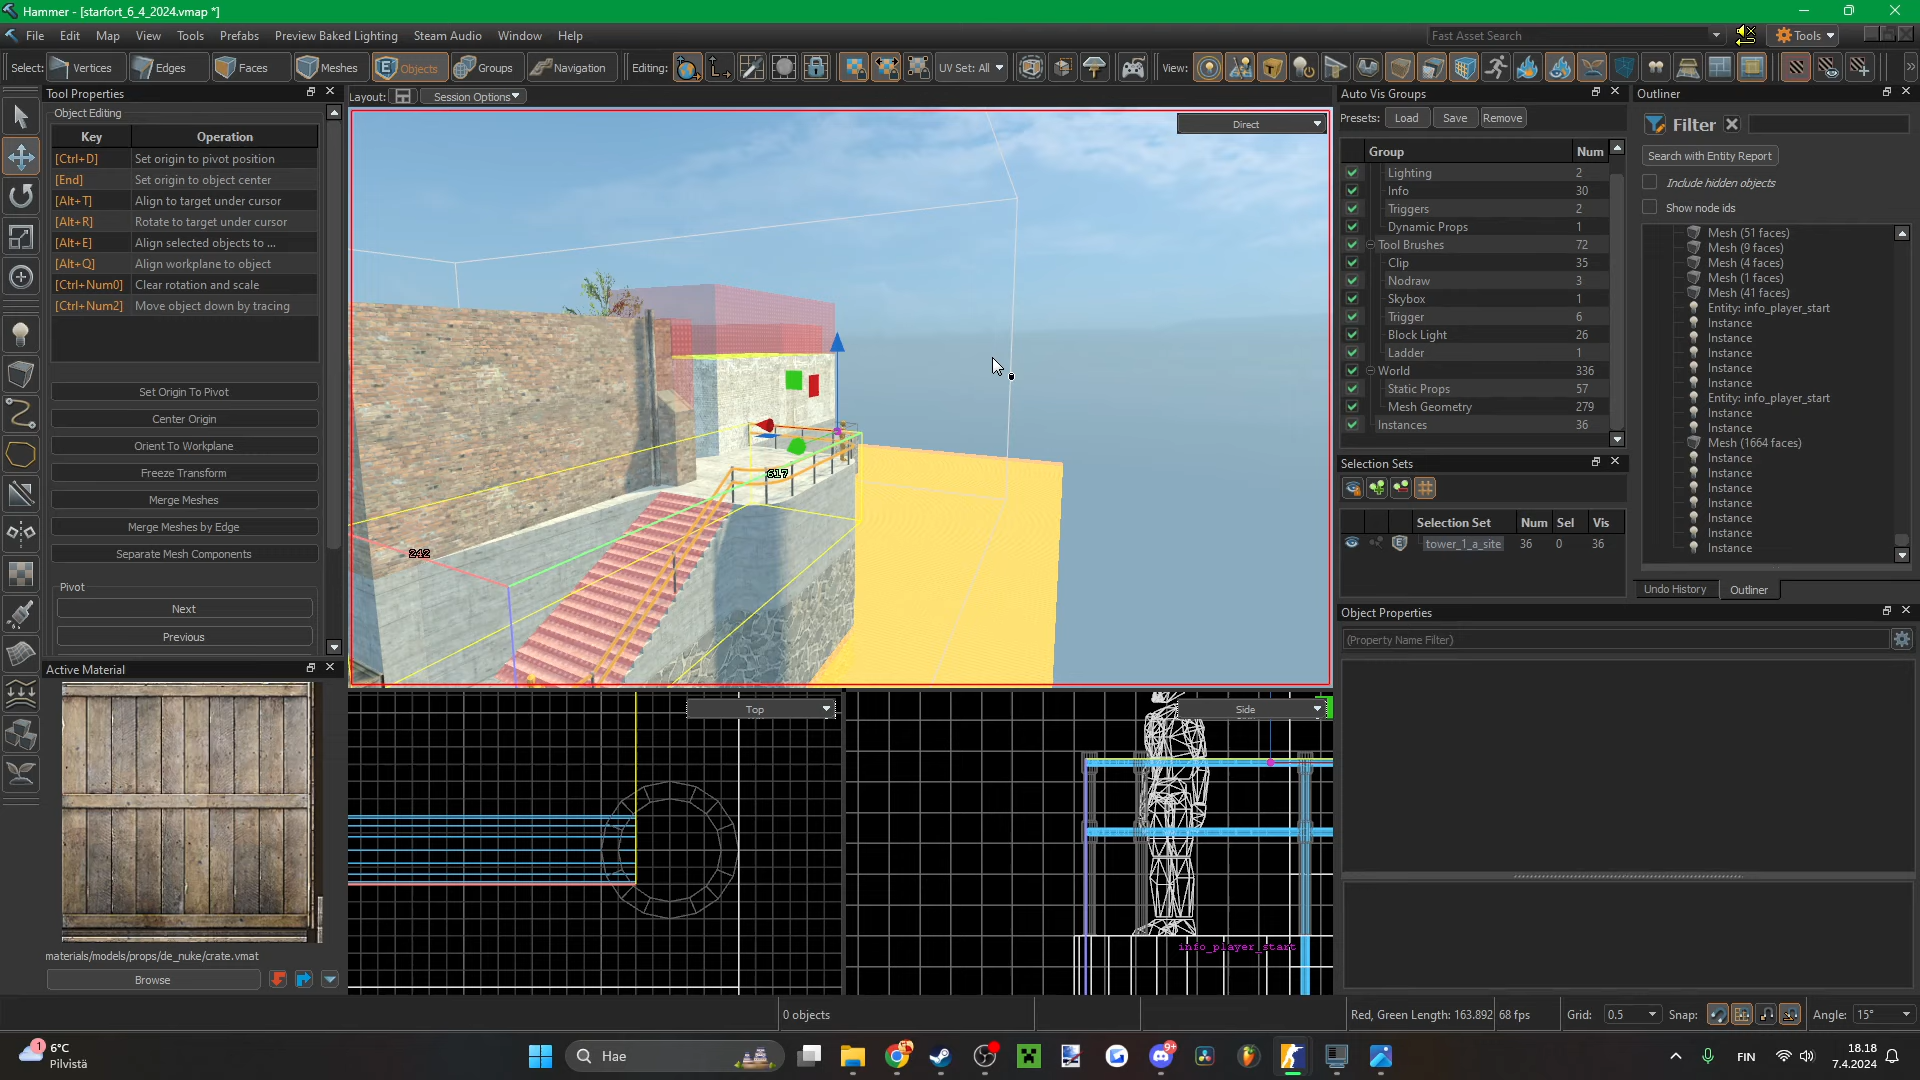 Hammer - [starfort_6_4_2024.vmap *]
File Edit Map View Tools Prefabs Preview Baked Lighting Steam Audio Window Help
Fast Asset Search
Tools
Select: Vertices Edges Faces Meshes Objects Groups Navigation Editing: UV Set: All View:
Tool Properties
Object Editing
Key Operation
[Ctrl+D] Set origin to pivot position
[End] Set origin to object center
[Alt+T] Align to target under cursor
[Alt+R] Rotate to target under cursor
[Alt+E] Align selected objects to ...
[Alt+Q] Align workplane to object
[Ctrl+Num0] Clear rotation and scale
[Ctrl+Num2] Move object down by tracing
Set Origin To Pivot
Center Origin
Orient To Workplane
Freeze Transform
Merge Meshes
Merge Meshes by Edge
Separate Mesh Components
Pivot
Next
Previous
Active Material
materials/models/props/de_nuke/crate.vmat
Browse
Layout: Session Options
Direct
617
242
Top
Side
info_player_start
Auto Vis Groups
Presets: Load Save Remove
Group Num
Lighting 2
Info 30
Triggers 2
Dynamic Props 1
Tool Brushes 72
Clip 35
Nodraw 3
Skybox 1
Trigger 6
Block Light 26
Ladder 1
World 336
Static Props 57
Mesh Geometry 279
Instances 36
Selection Sets
Selection Set Num Sel Vis
tower_1_a_site 36 0 36
Outliner
Filter
Search with Entity Report
Include hidden objects
Show node ids
Mesh (51 faces)
Mesh (9 faces)
Mesh (4 faces)
Mesh (1 faces)
Mesh (41 faces)
Entity: info_player_start
Instance
Instance
Instance
Instance
Instance
Entity: info_player_start
Instance
Instance
Mesh (1664 faces)
Instance
Instance
Instance
Instance
Instance
Instance
Instance
Undo History Outliner
Object Properties
(Property Name Filter)
0 objects
Red, Green Length: 163.892 68 fps
Grid: 0.5 Snap: Angle: 15°
1
6°C
Pilvistä
Hae
9+
FIN
18.18
7.4.2024